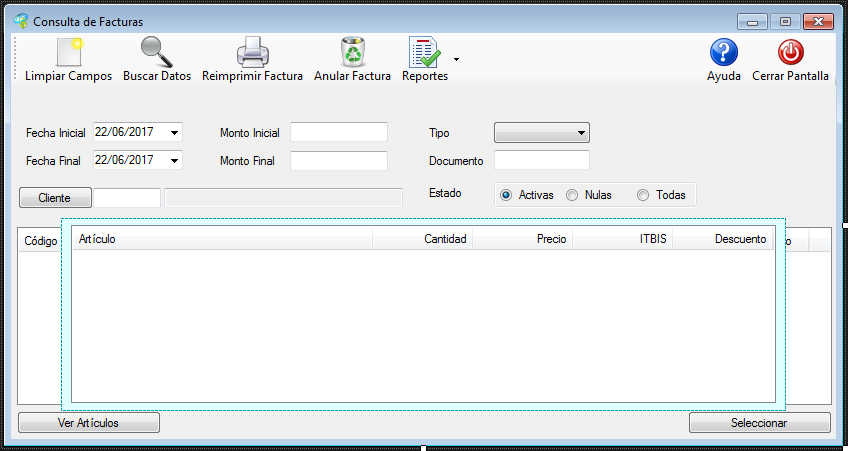 Consulta de Facturas
Limpiar Campos Buscar Datos Reimprimir Factura Anular Factura Reportes Ayuda Cerrar Pantalla
Fecha Inicial 22/06/2017 Monto Inicial Tipo
Fecha Final 22/06/2017 Monto Final Documento
Cliente Estado Activas Nulas Todas
Código Artículo Cantidad Precio ITBIS Descuento
Ver Artículos Seleccionar